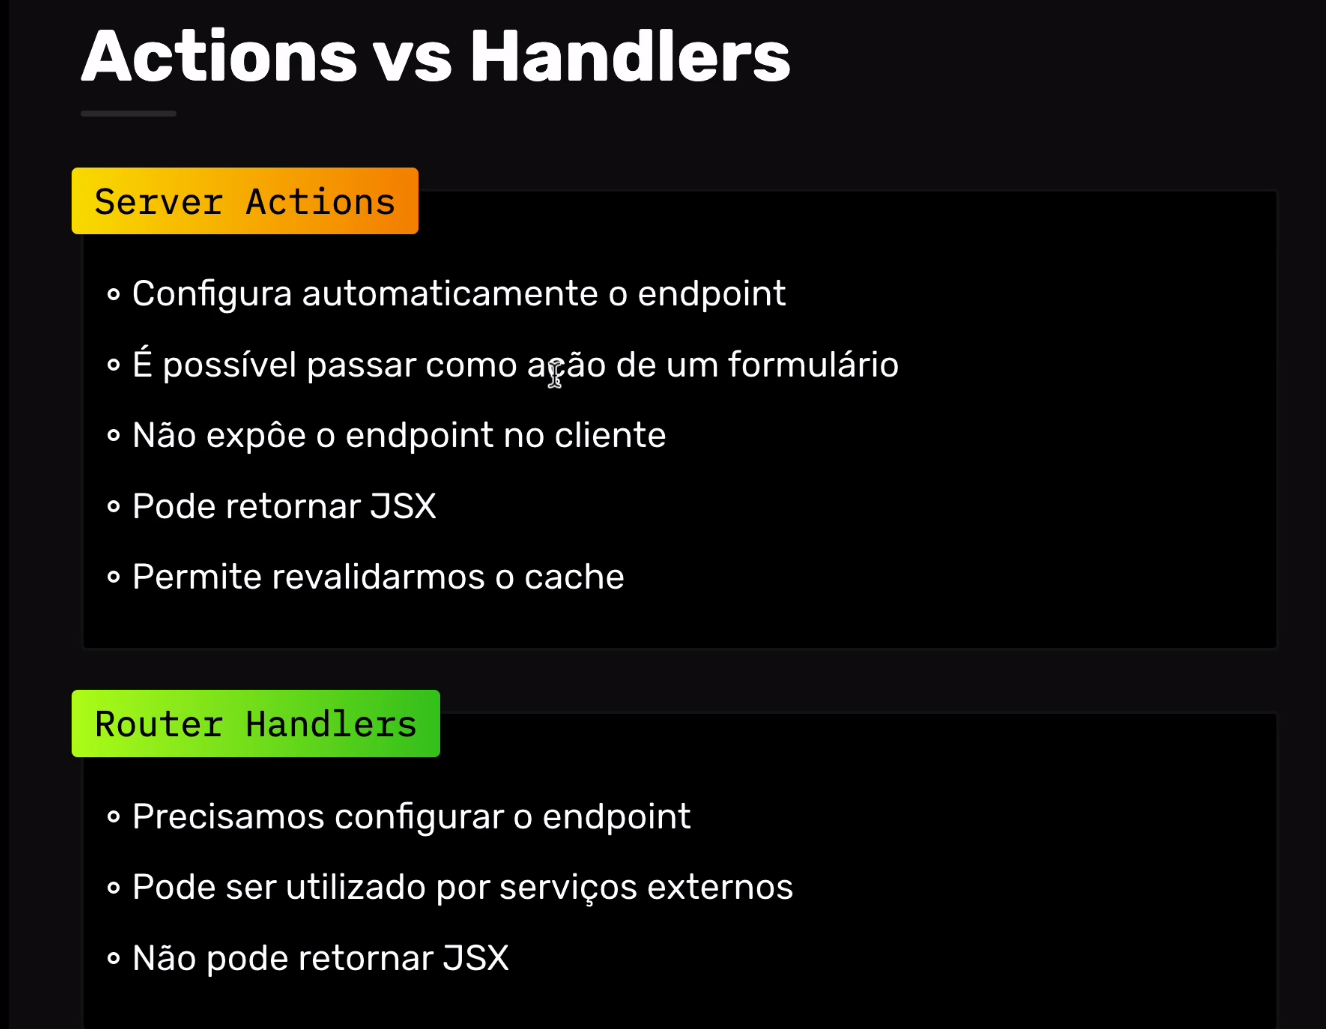 Actions vs Handlers
Server Actions
Configura automaticamente o endpoint
É possível passar como ação de um formulário
Não expôe o endpoint no cliente
Pode retornar JSX
Permite revalidarmos o cache
Router Handlers
Precisamos configurar o endpoint
Pode ser utilizado por serviços externos
Não pode retornar JSX